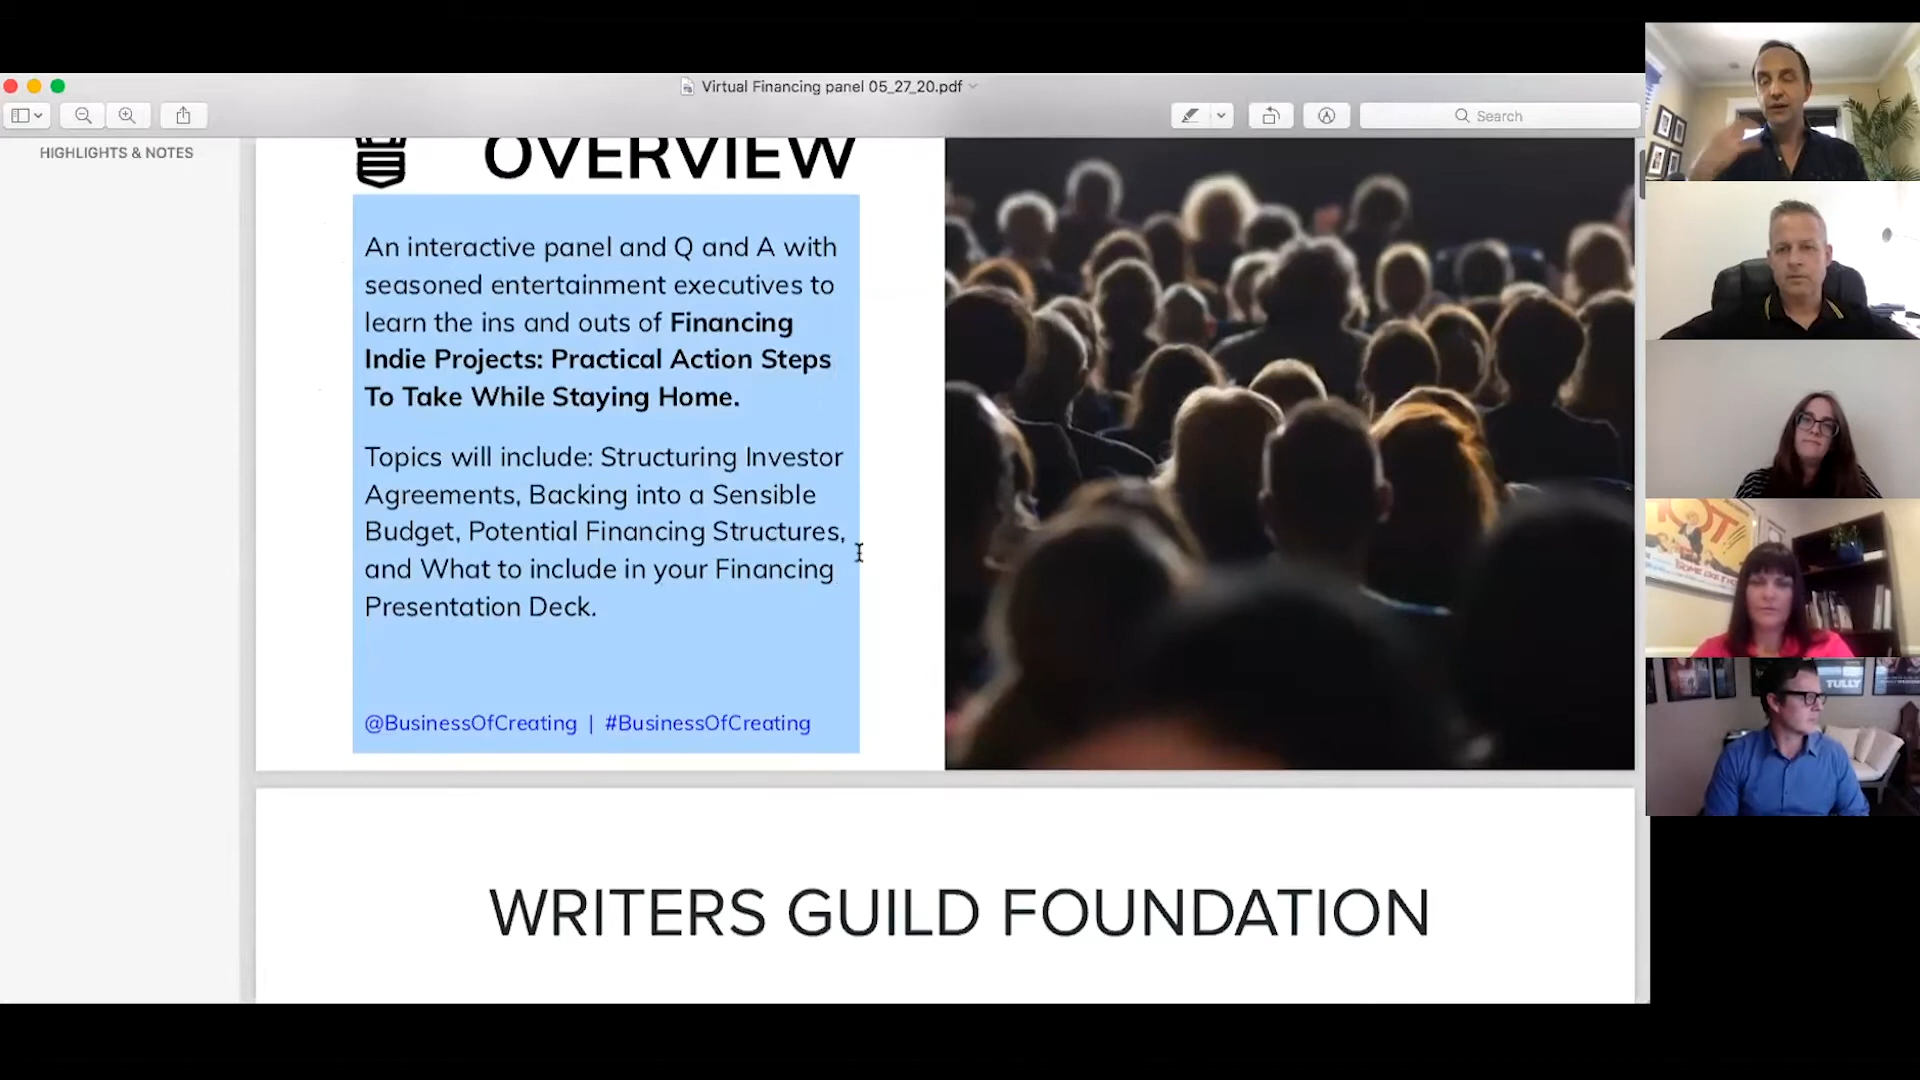 Virtual Financing panel 05_27_20.pdf
Search
HIGHLIGHTS & NOTES
OVERVIEW
An interactive panel and Q and A with
seasoned entertainment executives to
learn the ins and outs of Financing
Indie Projects: Practical Action Steps
To Take While Staying Home.
Topics will include: Structuring Investor
Agreements, Backing into a Sensible
Budget, Potential Financing Structures,
and What to include in your Financing
Presentation Deck.
@BusinessOfCreating | #BusinessOfCreating
WRITERS GUILD FOUNDATION
HOT
TULLY